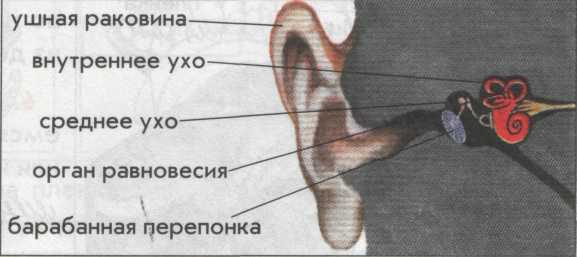 ушная раковина
внутреннее ухо
среднее ухо
орган равновесия
барабанная перепонка